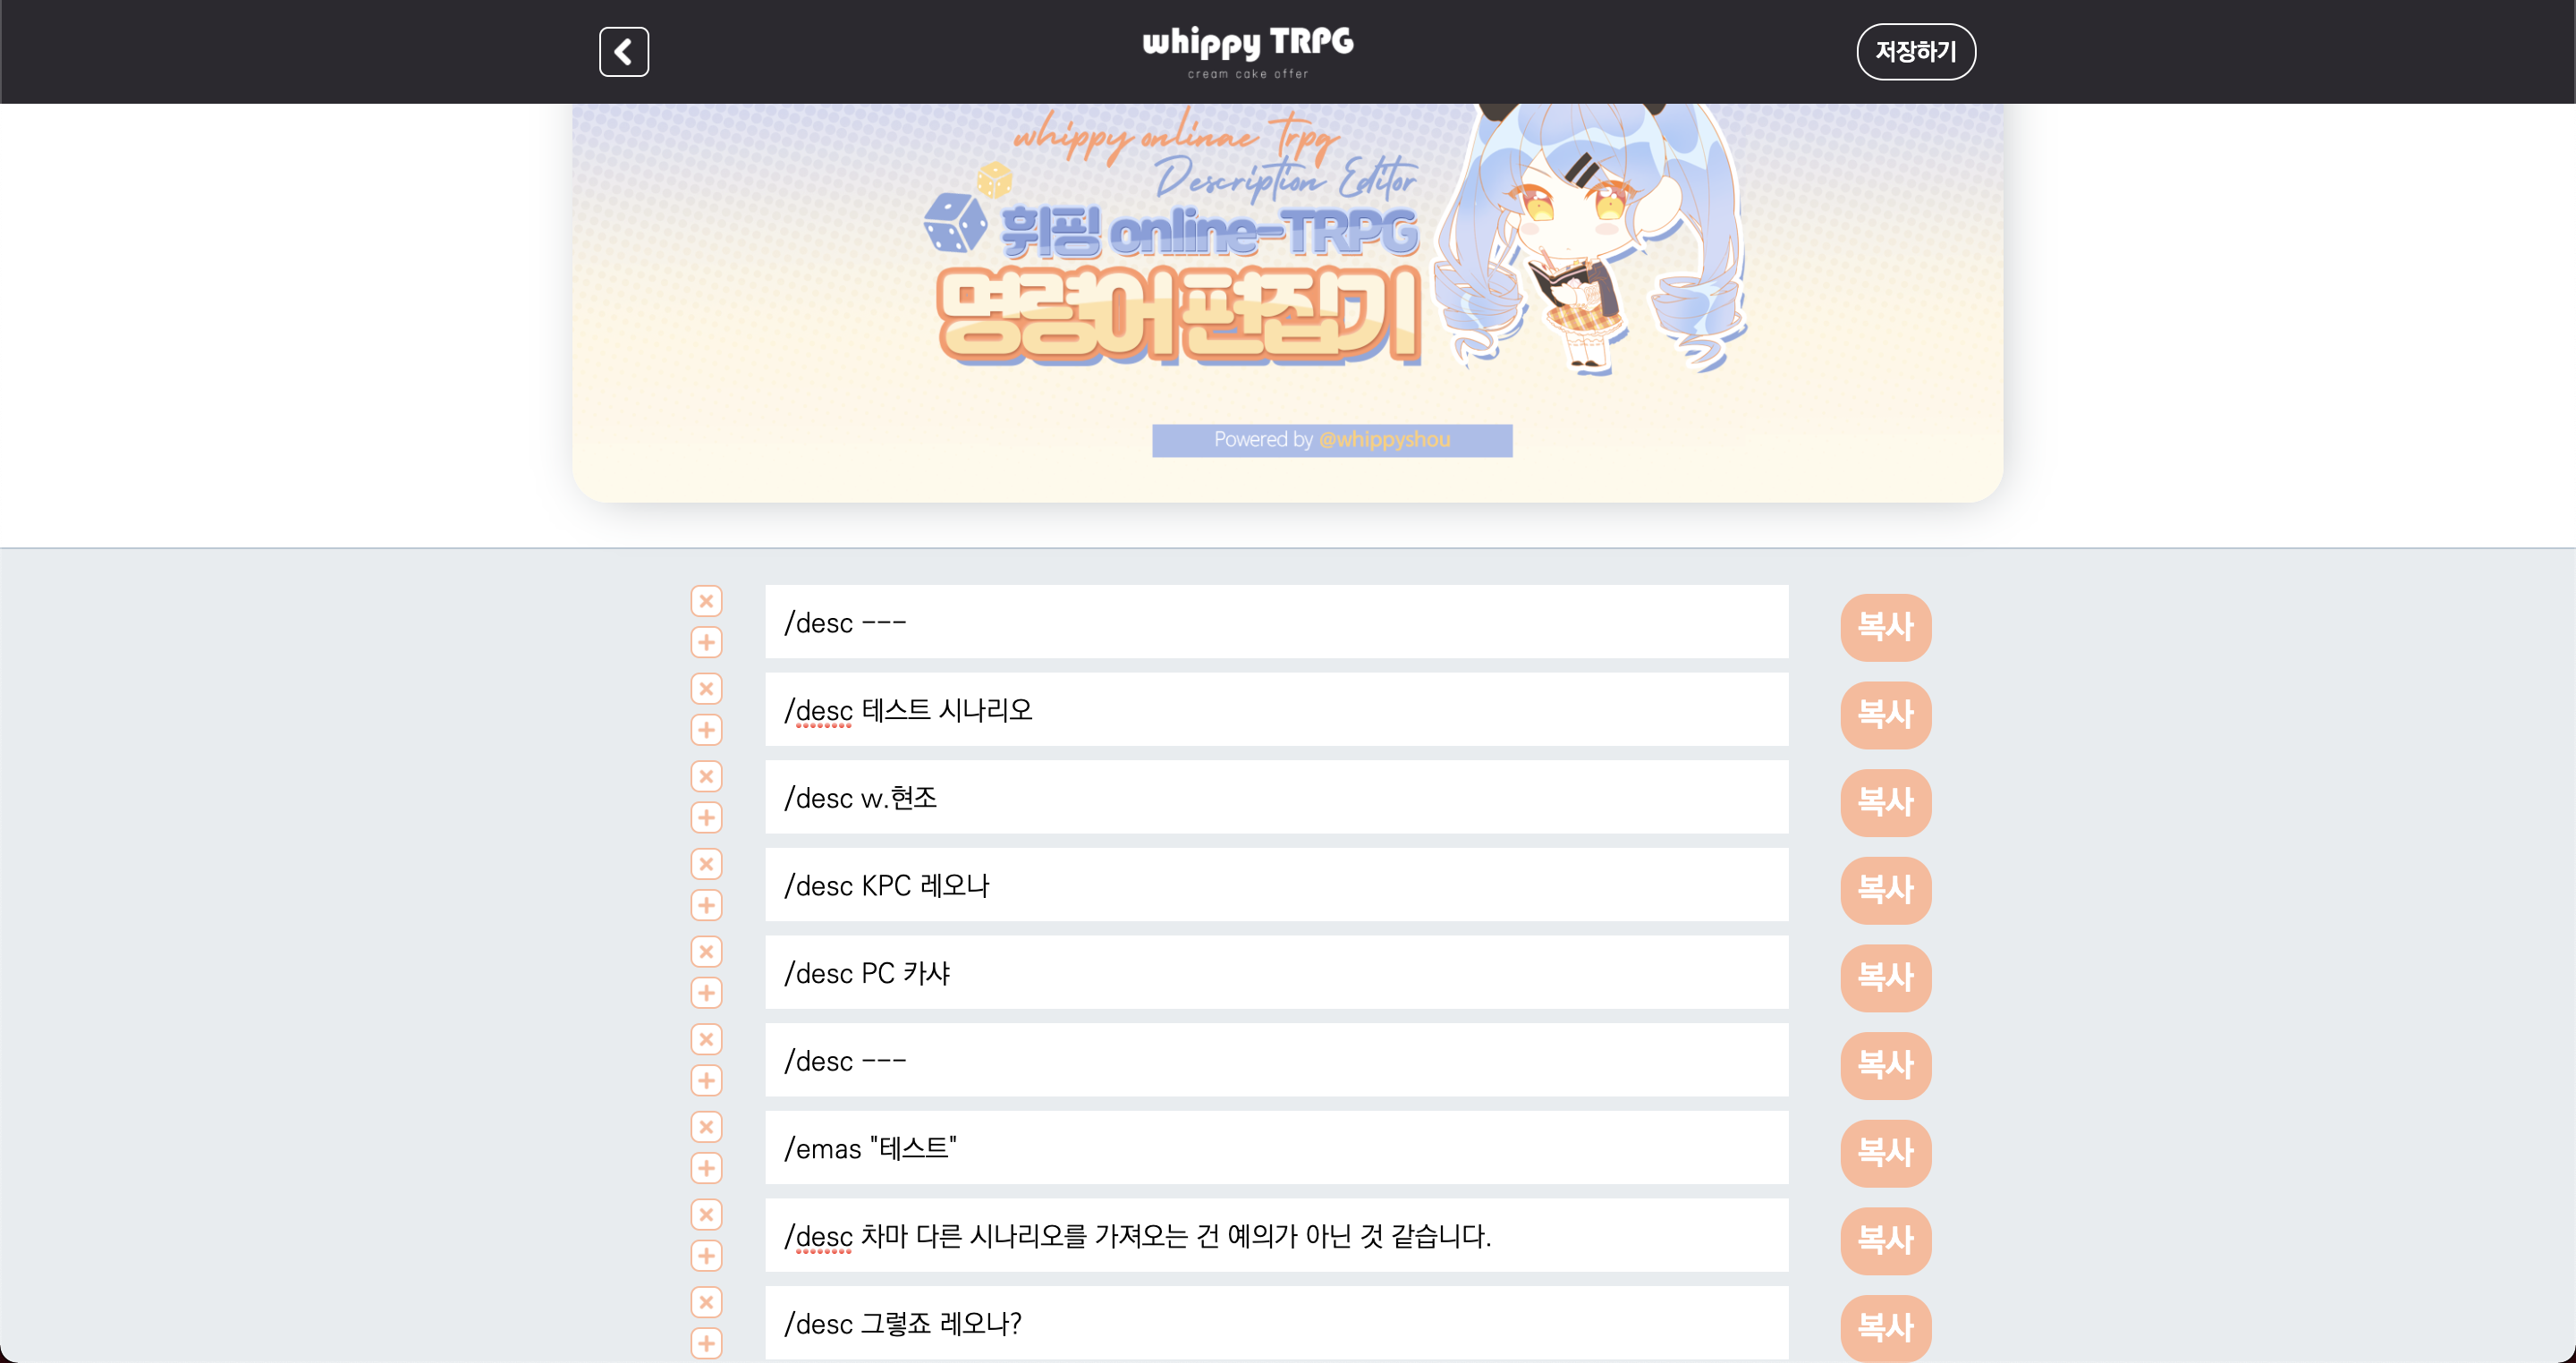 whippy TRPG
cream cake offer
저장하기
whippy onlinae Trpg
Description Editor
휘핑 online-TRPG
명령어 편집기
Powered by @whippyshou
/desc ---
복사
/desc 테스트 시나리오
복사
/desc w.현조
복사
/desc KPC 레오나
복사
/desc PC 카샤
복사
/desc ---
복사
/emas "테스트"
복사
/desc 차마 다른 시나리오를 가져오는 건 예의가 아닌 것 같습니다.
복사
/desc 그렇죠 레오나?
복사